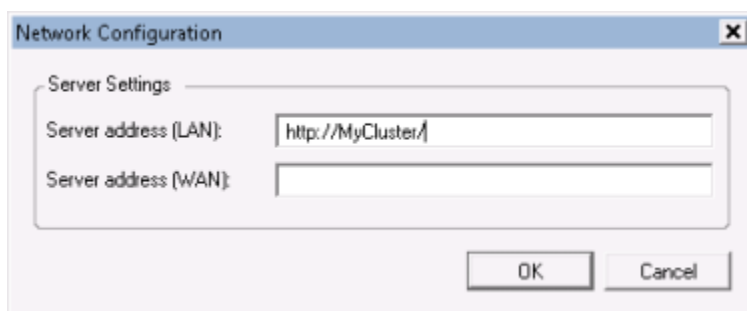 Network Configuration
Server Settings
Server address (LAN):
http://MyCluster/
Server address (WAN):
OK
Cancel